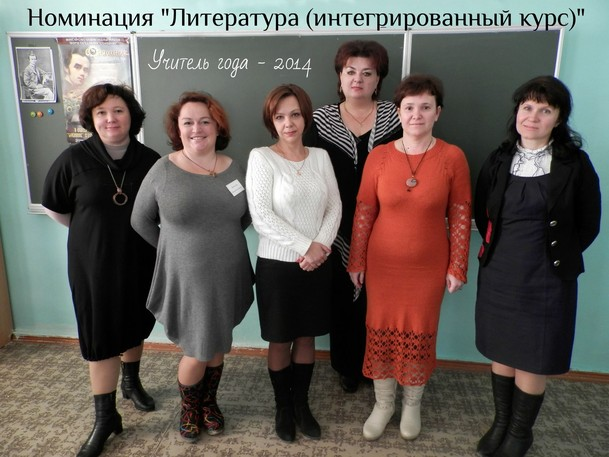 Номинация "Литература (интегрированный курс)"
Учитель года - 2014